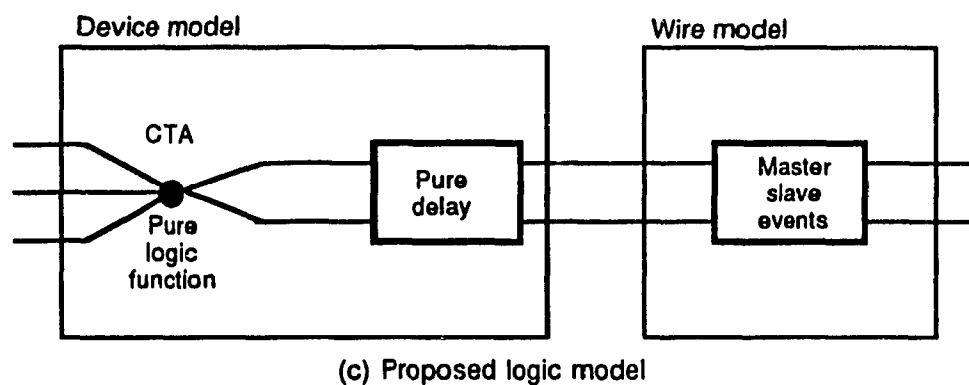 Device model
Wire model
CTA
Pure
logic
function
Pure
delay
Master
slave
events
(c) Proposed logic model